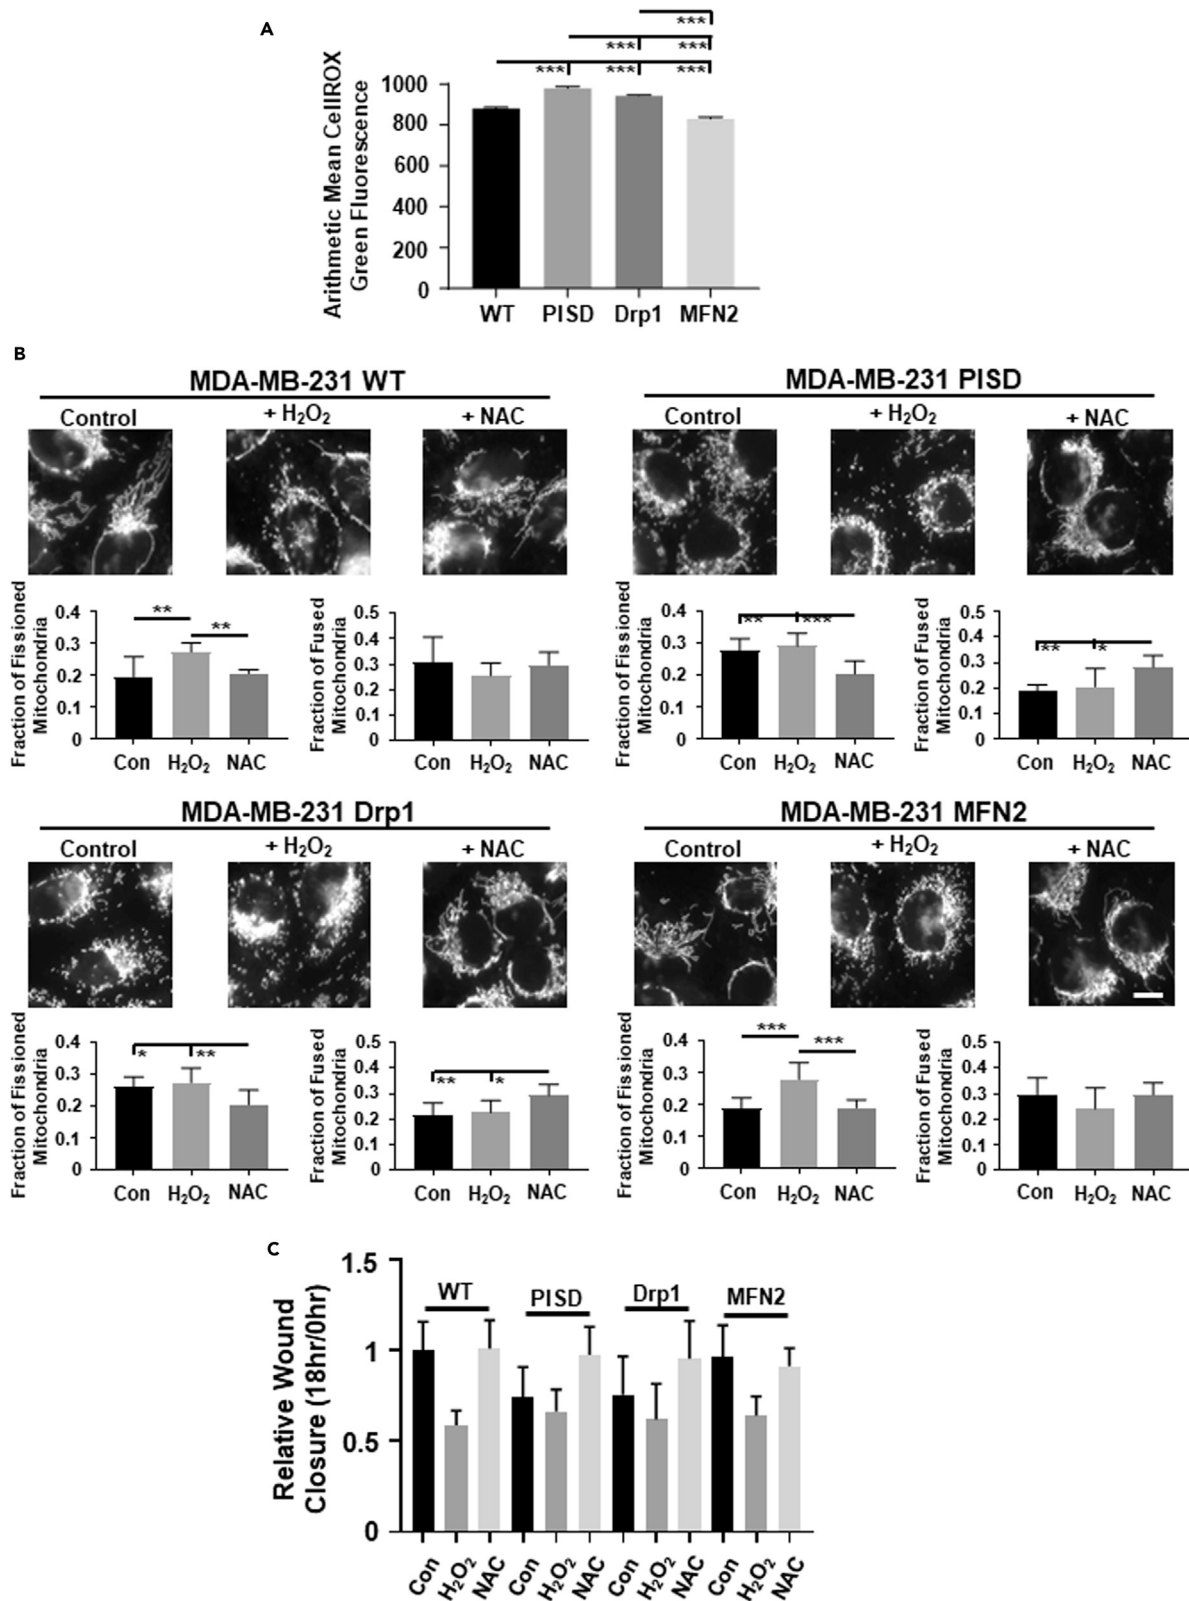 A
***
*** ***
*** *** ***
Arithmetic Mean CellROX
Green Fluorescence
1000
800
600
400
200
0
WT PISD Drp1 MFN2
B
MDA-MB-231 WT
Control + H₂O₂ + NAC
Fraction of Fissioned
Mitochondria
0.4
0.3
0.2
0.1
0
** **
Con H₂O₂ NAC
Fraction of Fused
Mitochondria
0.5
0.4
0.3
0.2
0.1
0
Con H₂O₂ NAC
MDA-MB-231 PISD
Control + H₂O₂ + NAC
Fraction of Fissioned
Mitochondria
0.4
0.3
0.2
0.1
0
** ***
Con H₂O₂ NAC
Fraction of Fused
Mitochondria
0.5
0.4
0.3
0.2
0.1
0
** *
Con H₂O₂ NAC
MDA-MB-231 Drp1
Control + H₂O₂ + NAC
Fraction of Fissioned
Mitochondria
0.4
0.3
0.2
0.1
0
* **
Con H₂O₂ NAC
Fraction of Fused
Mitochondria
0.5
0.4
0.3
0.2
0.1
0
** *
Con H₂O₂ NAC
MDA-MB-231 MFN2
Control + H₂O₂ + NAC
Fraction of Fissioned
Mitochondria
0.4
0.3
0.2
0.1
0
*** ***
Con H₂O₂ NAC
Fraction of Fused
Mitochondria
0.5
0.4
0.3
0.2
0.1
0
Con H₂O₂ NAC
C
Relative Wound
Closure (18hr/0hr)
1.5
1
0.5
0
WT PISD Drp1 MFN2
Con H₂O₂ NAC Con H₂O₂ NAC Con H₂O₂ NAC Con H₂O₂ NAC